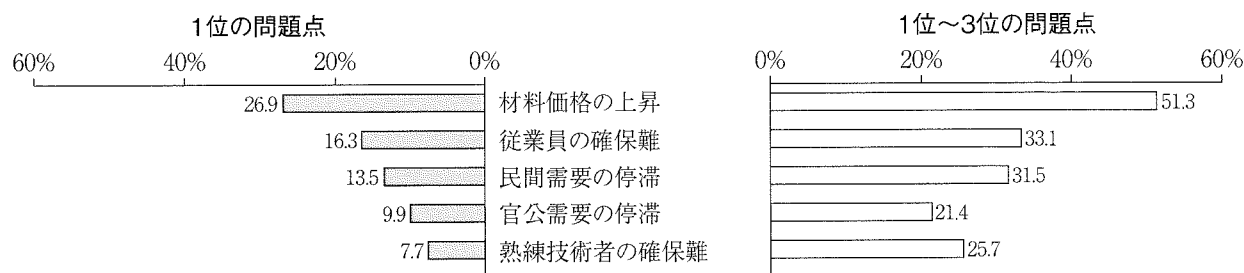 1位の問題点
60% 40% 20% 0%
26.9
16.3
13.5
9.9
7.7
材料価格の上昇
従業員の確保難
民間需要の停滞
官公需要の停滞
熟練技術者の確保難
1位~3位の問題点
0% 20% 40% 60%
51.3
33.1
31.5
21.4
25.7